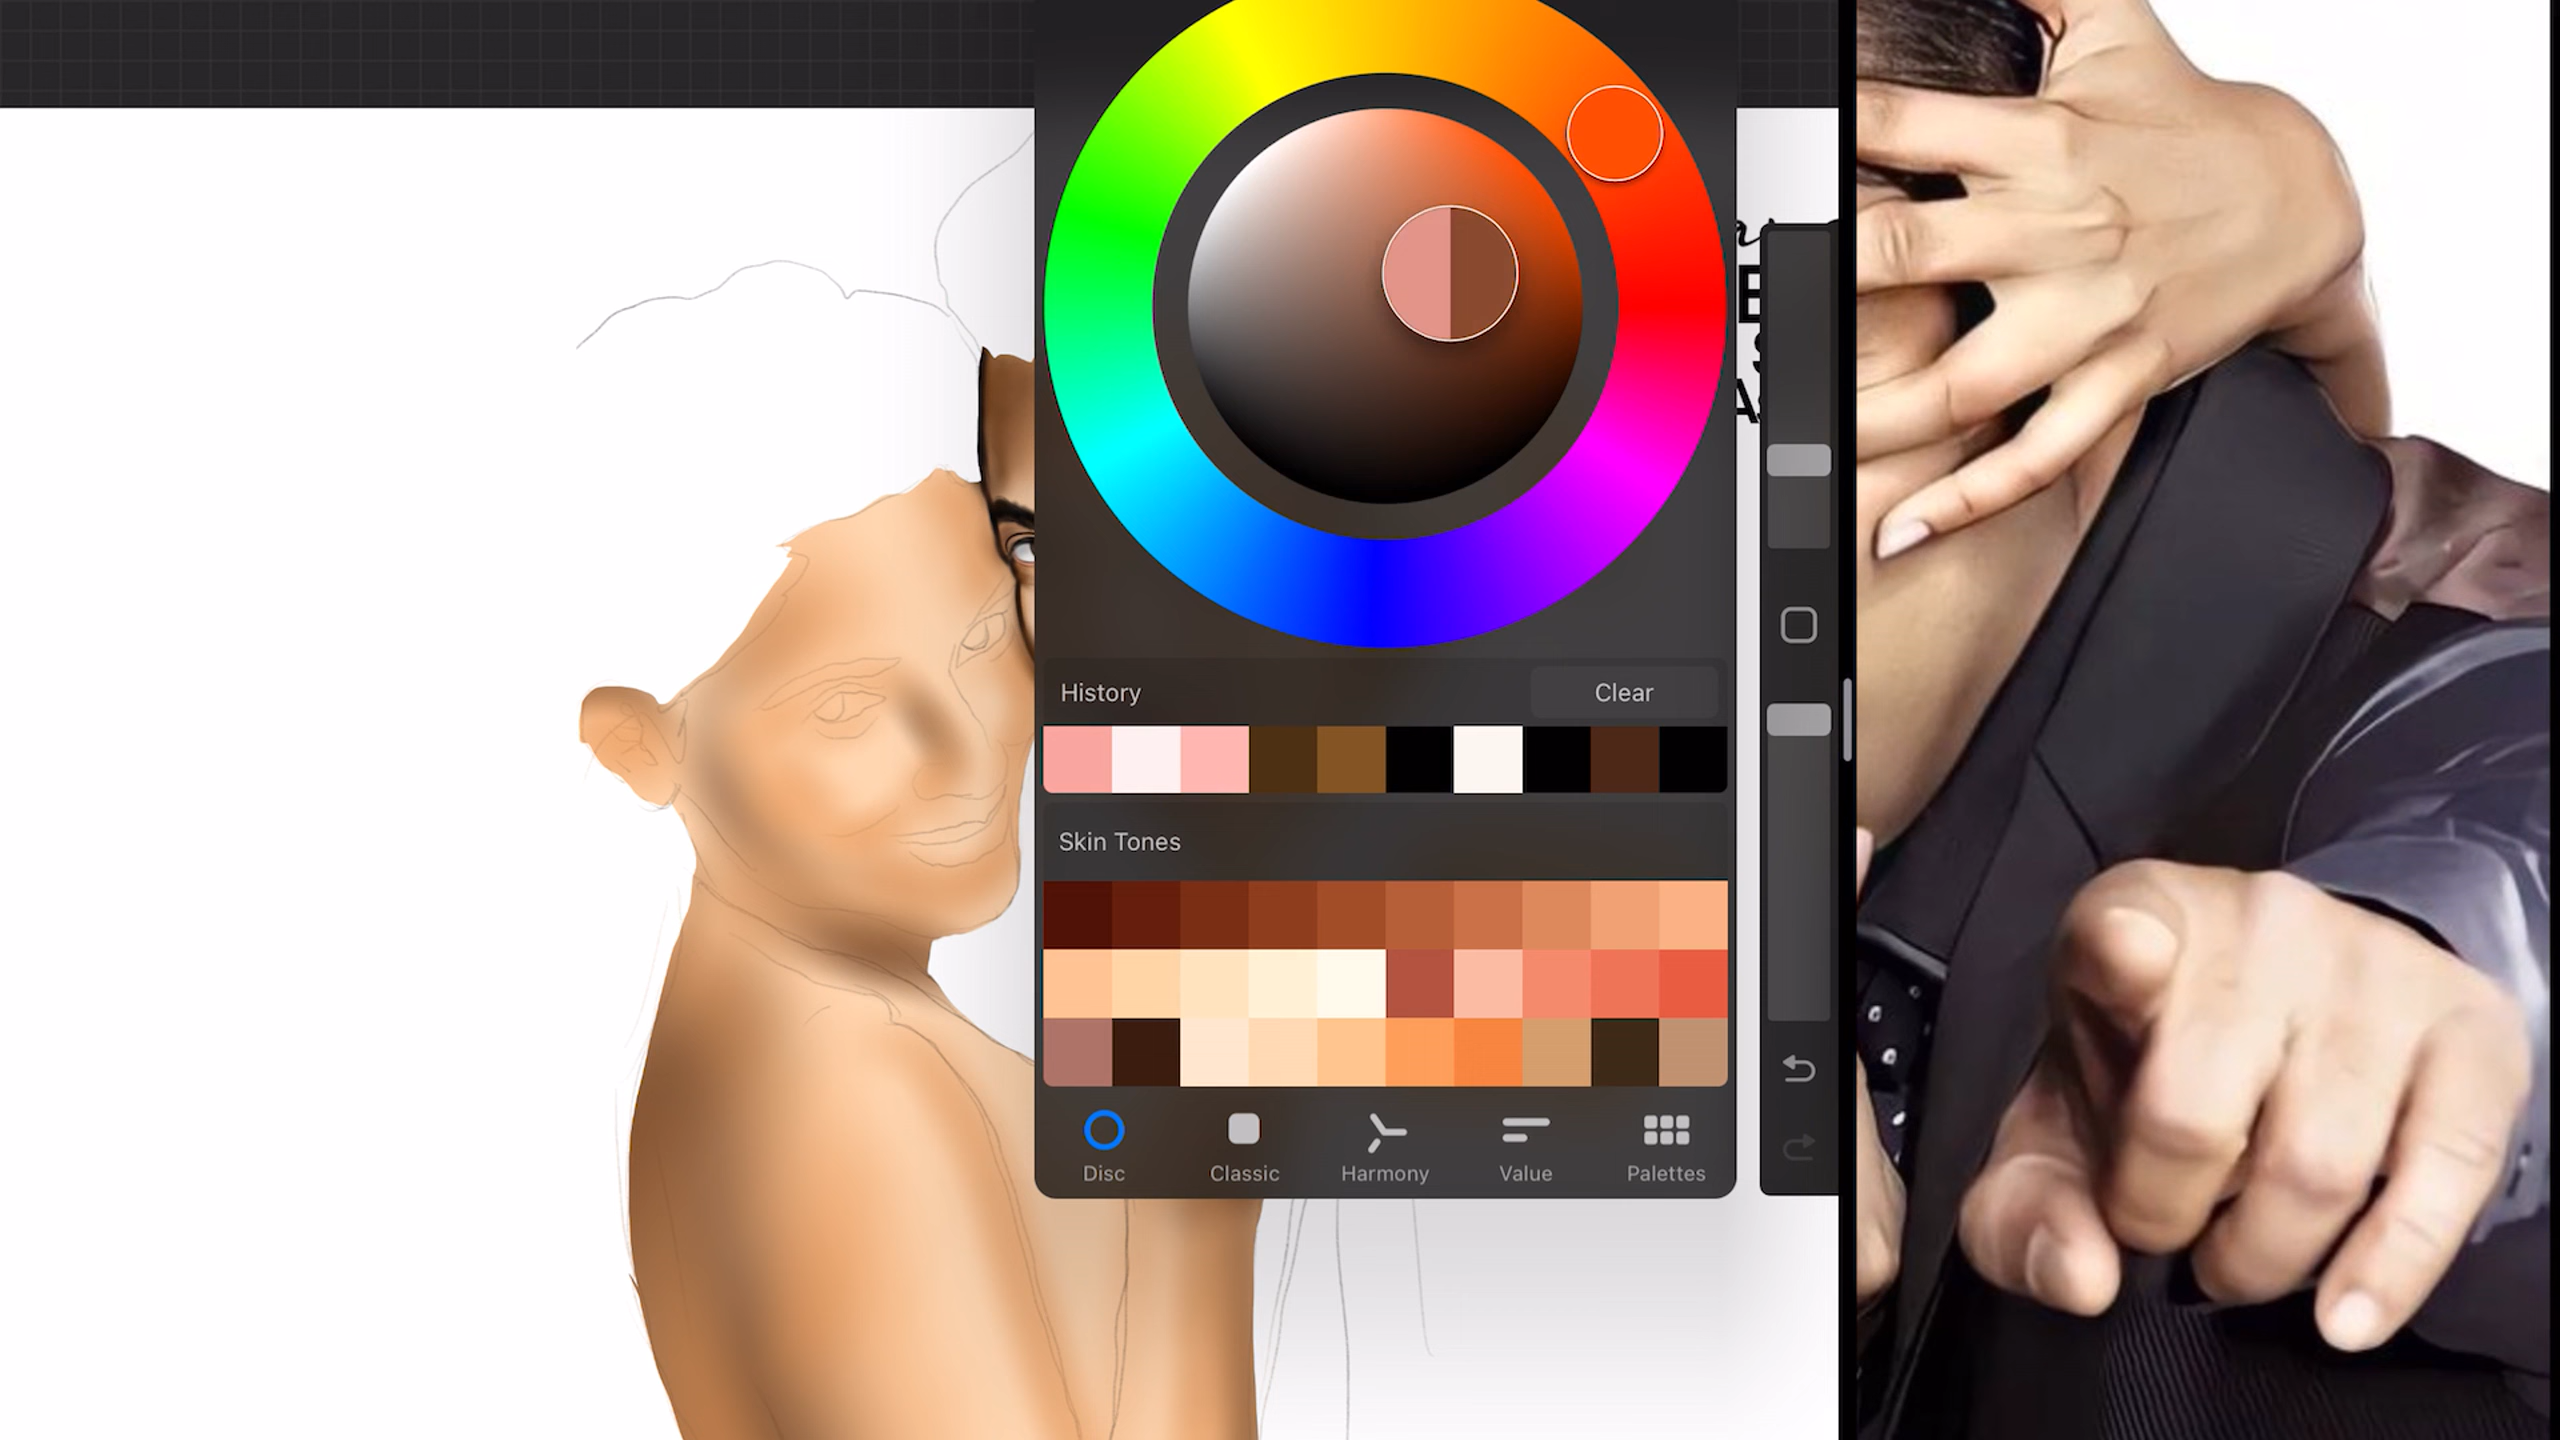 History
Clear
Skin Tones
Disc
Classic
Harmony
Value
Palettes